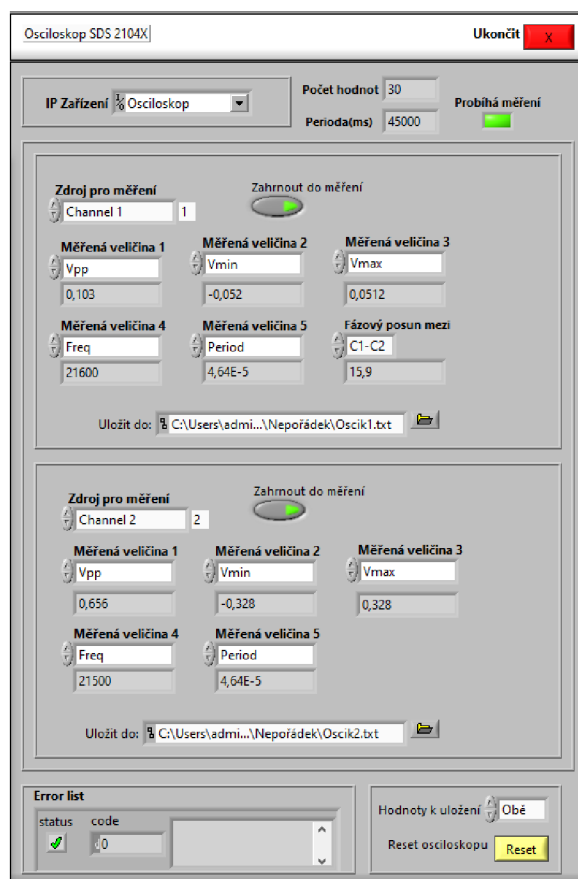 Osciloskop SDS 2104X
Ukončit X
IP Zařízení Osciloskop
Počet hodnot 30
Perioda(ms) 45000
Probíhá měření
Zdroj pro měření
Channel 1 1
Zahrnout do měření
Měřená veličina 1 Měřená veličina 2 Měřená veličina 3
Vpp Vmin Vmax
0,103 -0,052 0,0512
Měřená veličina 4 Měřená veličina 5 Fázový posun mezi
Freq Period C1-C2
21600 4,64E-5 15,9
Uložit do: C:\Users\admi...\Nepořádek\Oscik1.txt
Zdroj pro měření
Channel 2 2
Zahrnout do měření
Měřená veličina 1 Měřená veličina 2 Měřená veličina 3
Vpp Vmin Vmax
0,656 -0,328 0,328
Měřená veličina 4 Měřená veličina 5
Freq Period
21500 4,64E-5
Uložit do: C:\Users\admi...\Nepořádek\Oscik2.txt
Error list
status code
0
Hodnoty k uložení Obě
Reset osciloskopu Reset